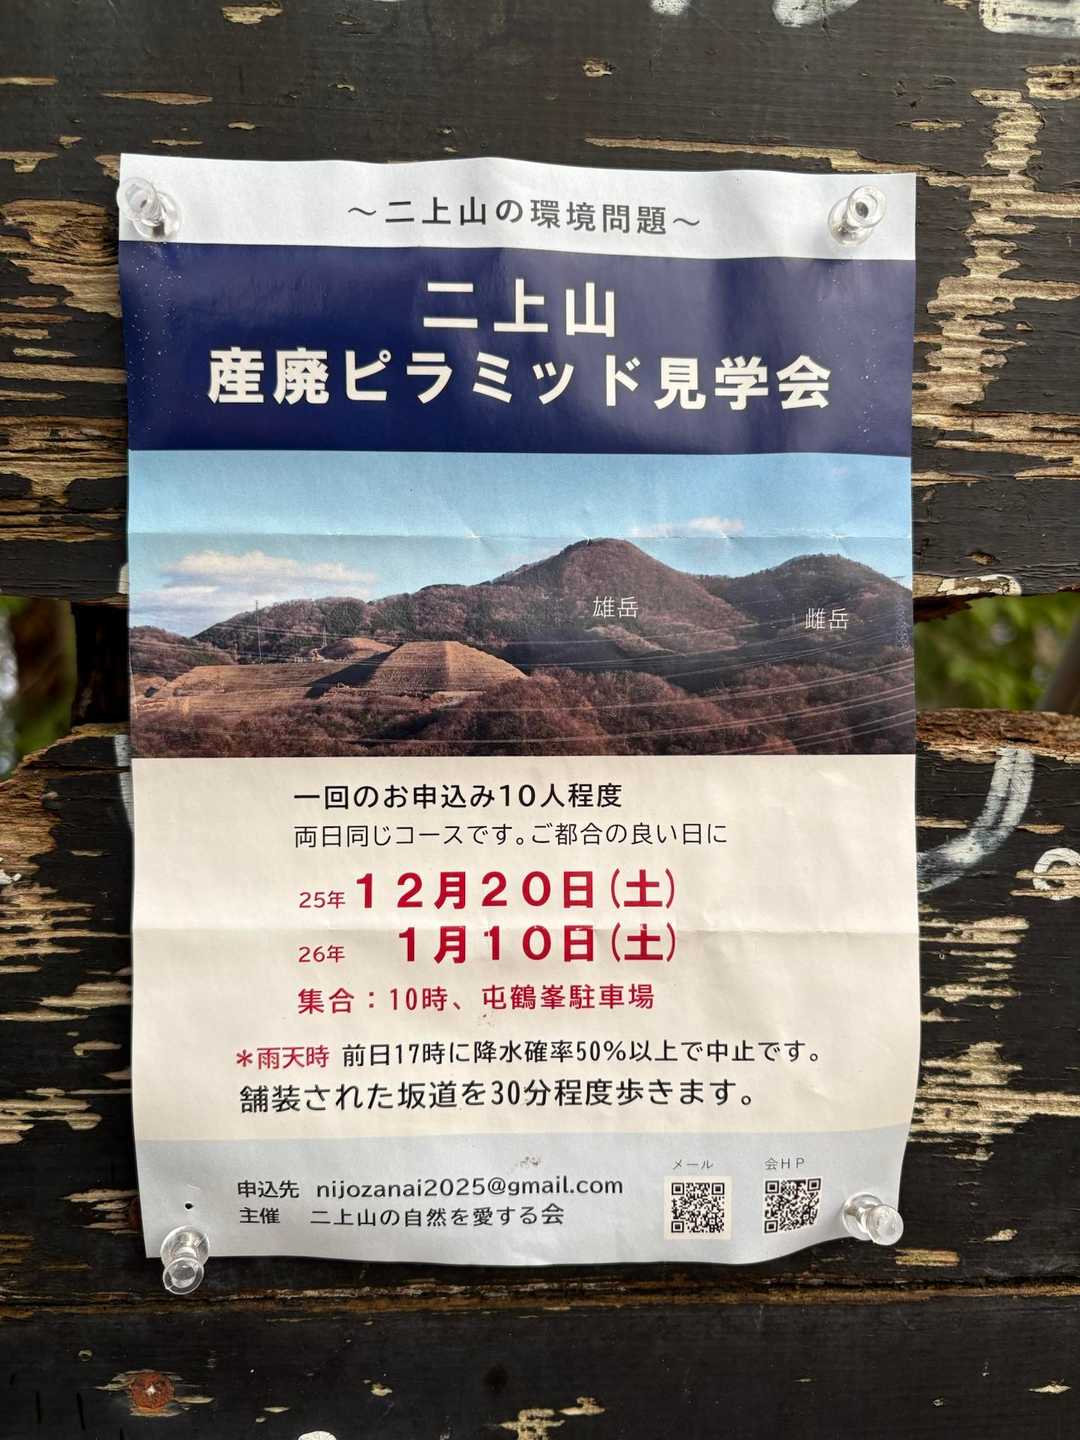 ～二上山の環境問題～
二上山
産廃ピラミッド見学会
雄岳
雌岳
一回のお申込み10人程度
両日同じコースです。ご都合の良い日に
25年 12月20日(土)
26年 1月10日(土)
集合：10時、屯鶴峯駐車場
＊雨天時 前日17時に降水確率50%以上で中止です。
舗装された坂道を30分程度歩きます。
メール 会HP
申込先 nijozanai2025@gmail.com
主催 二上山の自然を愛する会